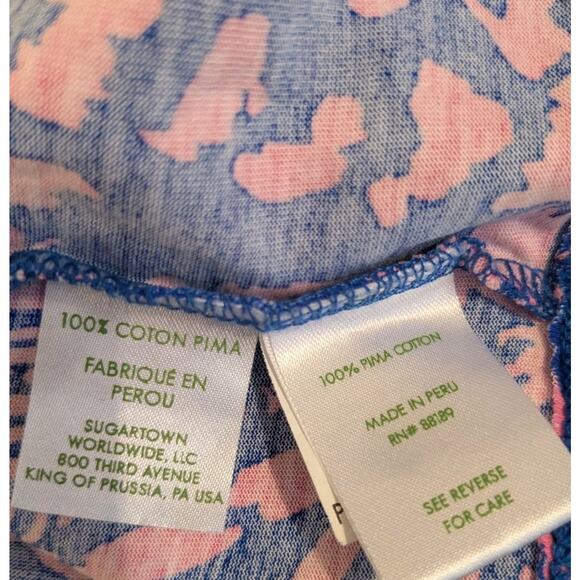 100% COTON PIMA
FABRIQUÉ EN
PEROU
SUGARTOWN
WORLDWIDE, LLC
800 THIRD AVENUE
KING OF PRUSSIA, PA USA
100% PIMA COTTON
MADE IN PERU
RN# 88189
SEE REVERSE
FOR CARE
P